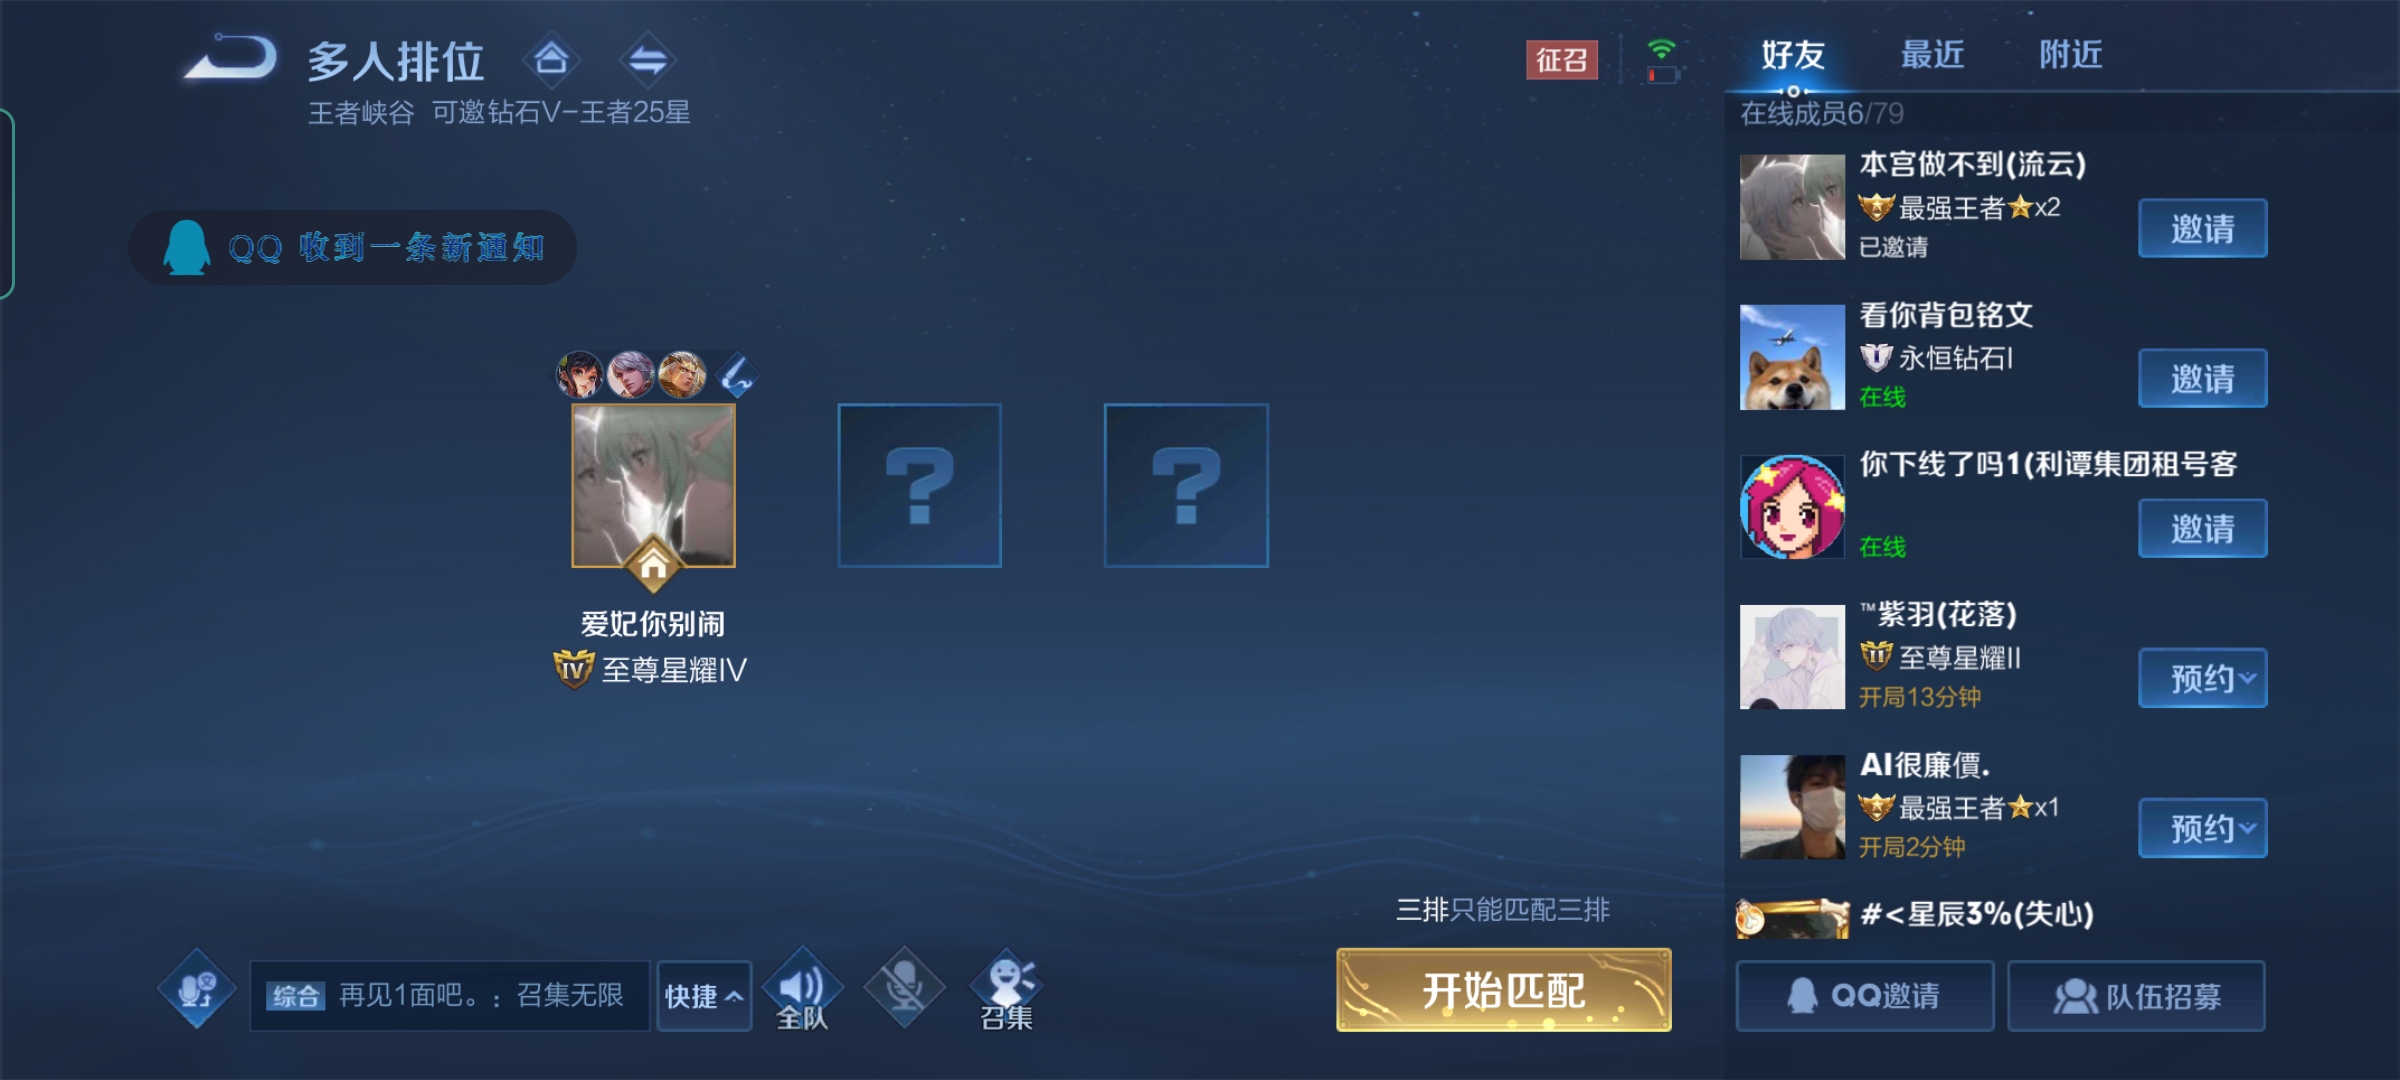 多人排位
王者峡谷 可邀钻石V-王者25星
征召
QQ 收到一条新通知
爱妃你别闹
IV 至尊星耀IV
三排只能匹配三排
开始匹配
综合 再见1面吧。：召集无限
快捷
全队
召集
好友 最近 附近
在线成员6/79
本宫做不到(流云)
最强王者x2
已邀请
邀请
看你背包铭文
I 永恒钻石I
在线
邀请
你下线了吗1(利谭集团租号客
在线
邀请
™紫羽(花落)
II 至尊星耀II
开局13分钟
预约
AI很廉價.
最强王者x1
开局2分钟
预约
#<星辰3%(失心)
QQ邀请
队伍招募